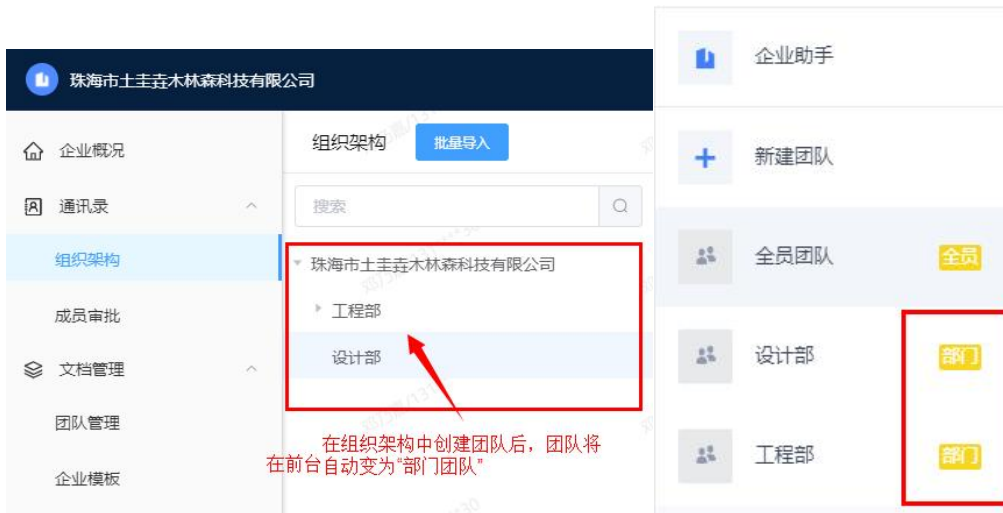 珠海市土圭垚木林森科技有限公司
企业概况
通讯录
组织架构
成员审批
文档管理
团队管理
企业模板
组织架构 批量导入
搜索
珠海市土圭垚木林森科技有限公司
工程部
设计部
在组织架构中创建团队后，团队将
在前台自动变为“部门团队”
企业助手
新建团队
全员团队 全员
设计部 部门
工程部 部门